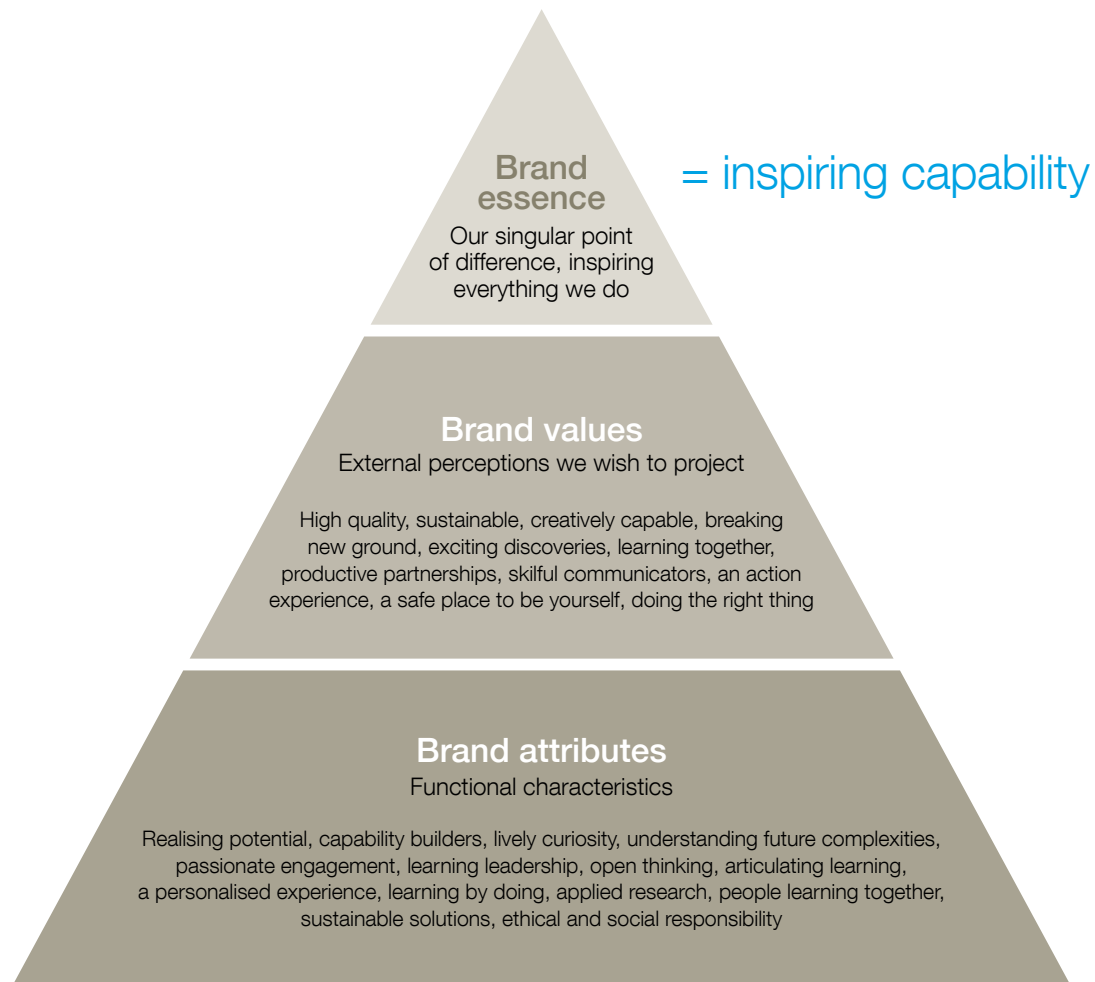 Brand
essence
= inspiring capability
Our singular point
of difference, inspiring
everything we do
Brand values
External perceptions we wish to project
High quality, sustainable, creatively capable, breaking
new ground, exciting discoveries, learning together,
productive partnerships, skilful communicators, an action
experience, a safe place to be yourself, doing the right thing
Brand attributes
Functional characteristics
Realising potential, capability builders, lively curiosity, understanding future complexities,
passionate engagement, learning leadership, open thinking, articulating learning,
a personalised experience, learning by doing, applied research, people learning together,
sustainable solutions, ethical and social responsibility